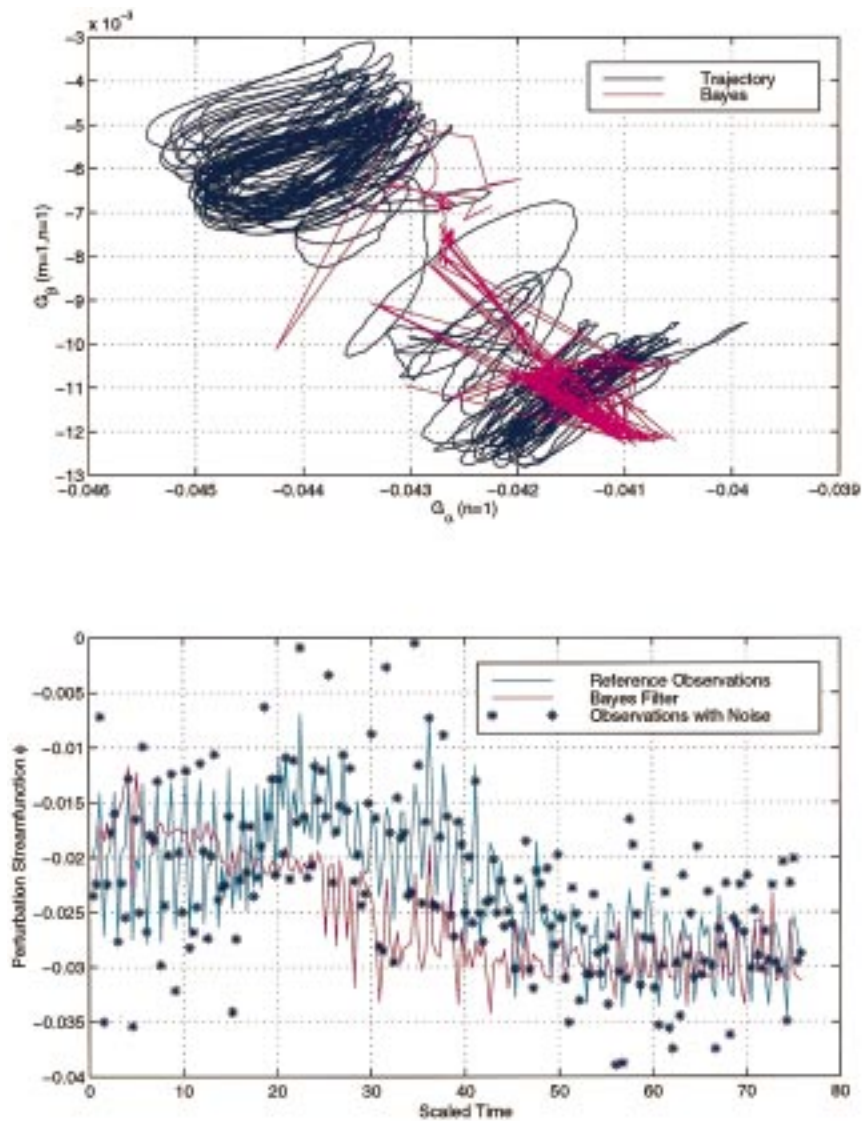 x 10⁻³
-3
-4
-5
-6
-7
-8
-9
-10
-11
-12
-13
G_β (m=1,n=1)
Trajectory
Bayes
-0.046 -0.045 -0.044 -0.043 -0.042 -0.041 -0.04 -0.039
G_α (n=1)
0
-0.005
-0.01
-0.015
-0.02
-0.025
-0.03
-0.035
-0.04
Perturbation Streamfunction ϕ
Reference Observations
Bayes Filter
Observations with Noise
0 10 20 30 40 50 60 70 80
Scaled Time